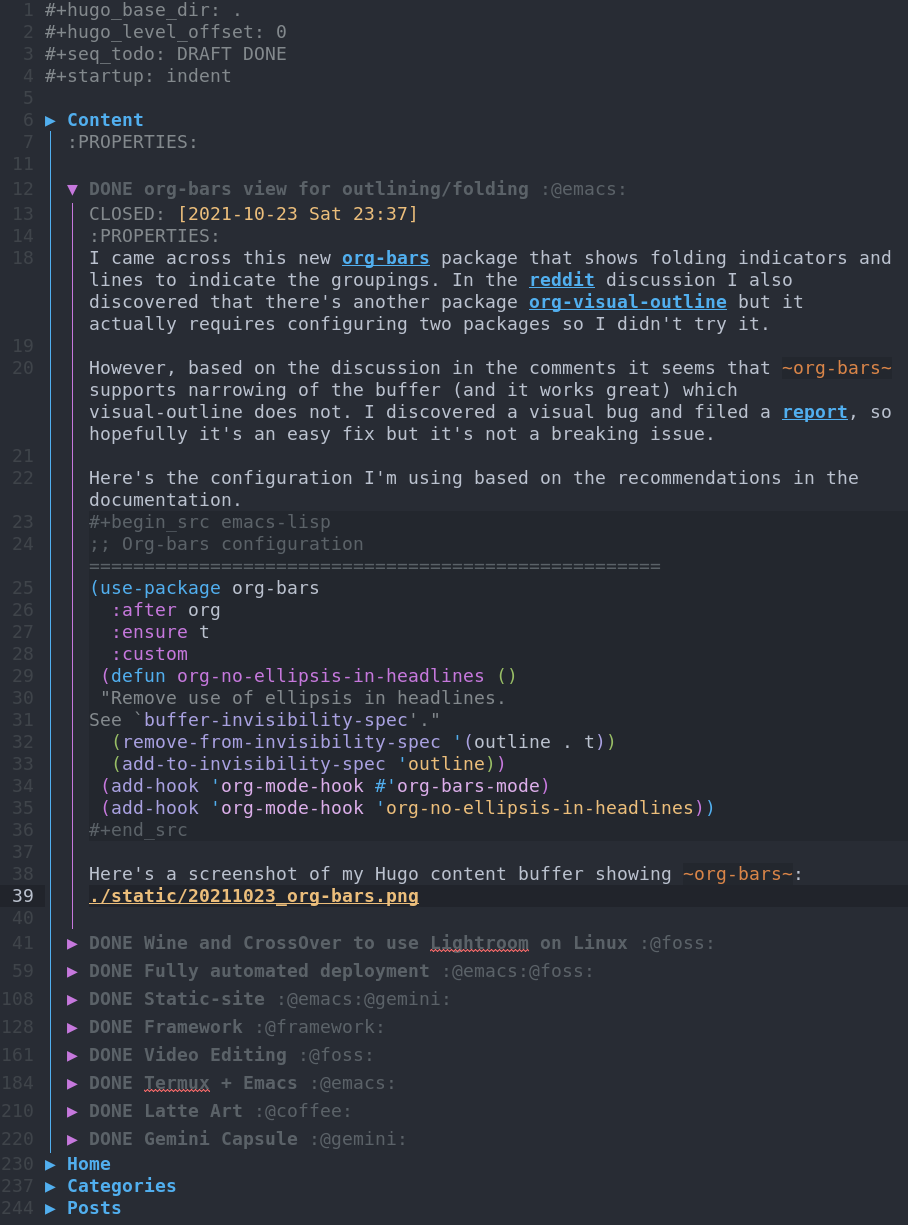 1 #+hugo_base_dir: .
2 #+hugo_level_offset: 0
3 #+seq_todo: DRAFT DONE
4 #+startup: indent
5
6 ▶ Content
7 :PROPERTIES:
11
12 ▼ DONE org-bars view for outlining/folding :@emacs:
13 CLOSED: [2021-10-23 Sat 23:37]
14 :PROPERTIES:
18 I came across this new org-bars package that shows folding indicators and
lines to indicate the groupings. In the reddit discussion I also
discovered that there's another package org-visual-outline but it
actually requires configuring two packages so I didn't try it.
19
20 However, based on the discussion in the comments it seems that ~org-bars~
supports narrowing of the buffer (and it works great) which
visual-outline does not. I discovered a visual bug and filed a report, so
hopefully it's an easy fix but it's not a breaking issue.
21
22 Here's the configuration I'm using based on the recommendations in the
documentation.
23 #+begin_src emacs-lisp
24 ;; Org-bars configuration
====================================================
25 (use-package org-bars
26 :after org
27 :ensure t
28 :custom
29 (defun org-no-ellipsis-in-headlines ()
30 "Remove use of ellipsis in headlines.
31 See `buffer-invisibility-spec'."
32 (remove-from-invisibility-spec '(outline . t))
33 (add-to-invisibility-spec 'outline))
34 (add-hook 'org-mode-hook #'org-bars-mode)
35 (add-hook 'org-mode-hook 'org-no-ellipsis-in-headlines))
36 #+end_src
37
38 Here's a screenshot of my Hugo content buffer showing ~org-bars~:
39 ./static/20211023_org-bars.png
40
41 ▶ DONE Wine and CrossOver to use Lightroom on Linux :@foss:
59 ▶ DONE Fully automated deployment :@emacs:@foss:
108 ▶ DONE Static-site :@emacs:@gemini:
128 ▶ DONE Framework :@framework:
161 ▶ DONE Video Editing :@foss:
184 ▶ DONE Termux + Emacs :@emacs:
210 ▶ DONE Latte Art :@coffee:
220 ▶ DONE Gemini Capsule :@gemini:
230 ▶ Home
237 ▶ Categories
244 ▶ Posts